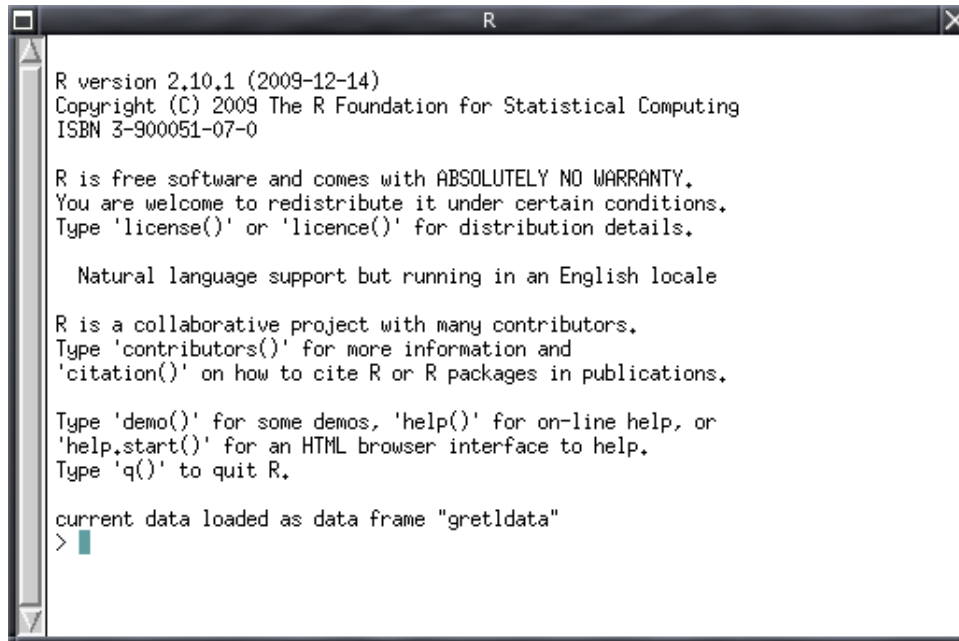 R
R version 2.10.1 (2009-12-14)
Copyright (C) 2009 The R Foundation for Statistical Computing
ISBN 3-900051-07-0
R is free software and comes with ABSOLUTELY NO WARRANTY.
You are welcome to redistribute it under certain conditions.
Type 'license()' or 'licence()' for distribution details.
Natural language support but running in an English locale
R is a collaborative project with many contributors.
Type 'contributors()' for more information and
'citation()' on how to cite R or R packages in publications.
Type 'demo()' for some demos, 'help()' for on-line help, or
'help.start()' for an HTML browser interface to help.
Type 'q()' to quit R.
current data loaded as data frame "gretldata"
>